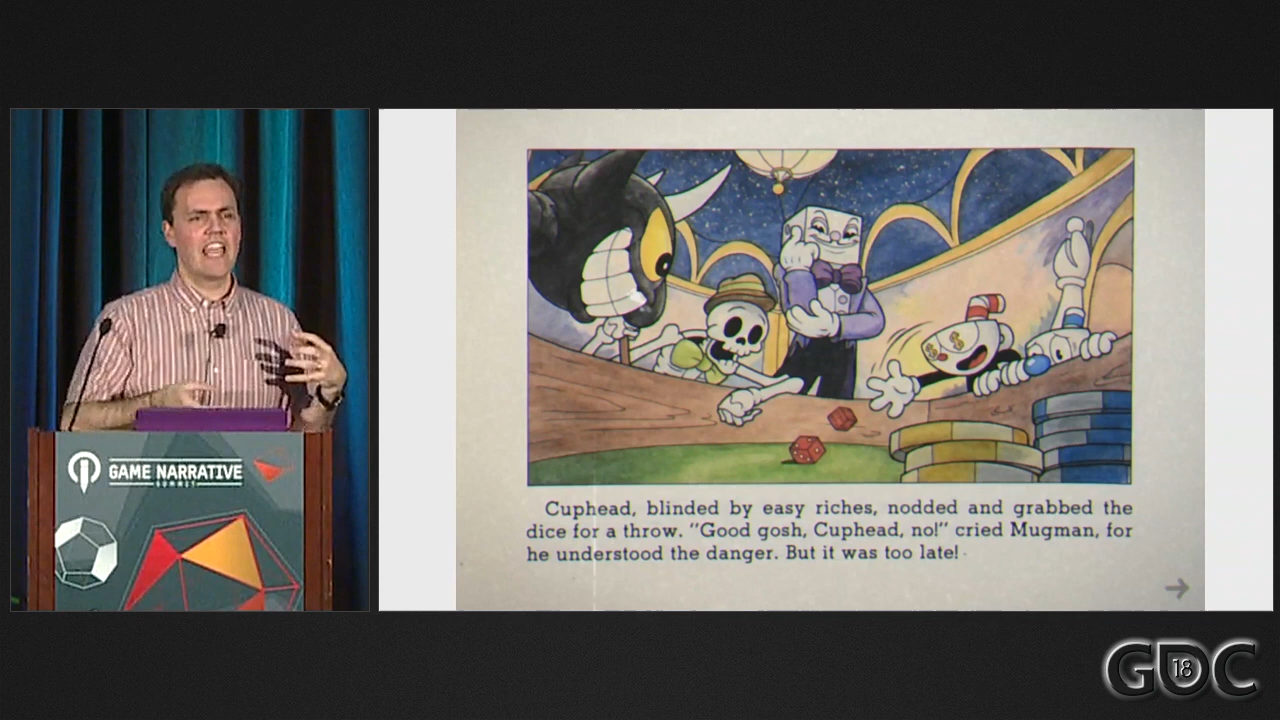 GAME NARRATIVE
SUMMIT
Cuphead, blinded by easy riches, nodded and grabbed the
dice for a throw. "Good gosh, Cuphead, no!" cried Mugman, for
he understood the danger. But it was too late!
GDC
18